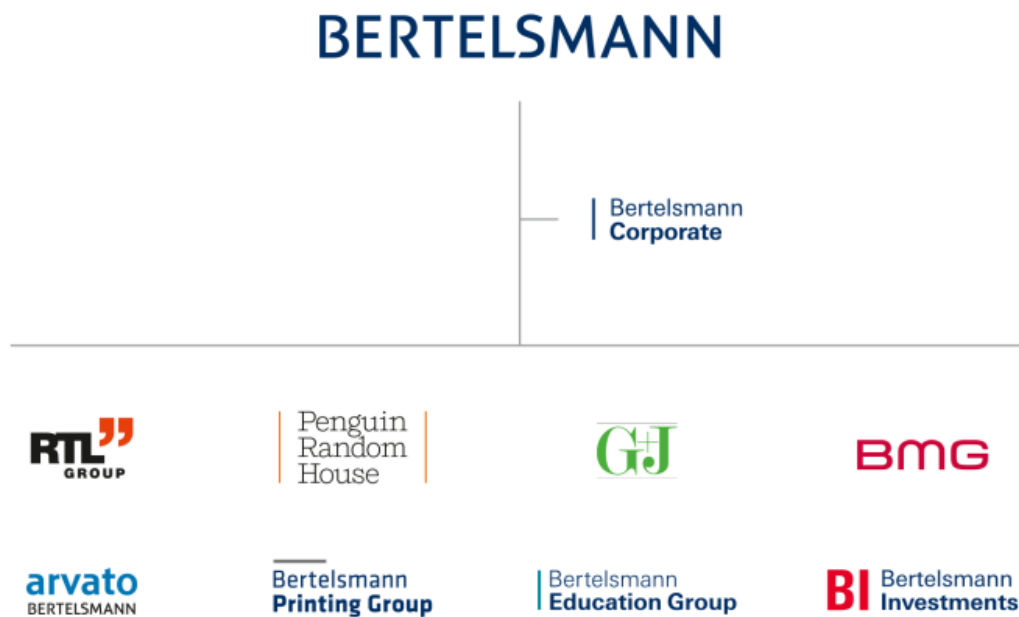 BERTELSMANN
Bertelsmann
Corporate
RTL
GROUP
Penguin
Random
House
G+J
BMG
arvato
BERTELSMANN
Bertelsmann
Printing Group
Bertelsmann
Education Group
BI
Bertelsmann
Investments